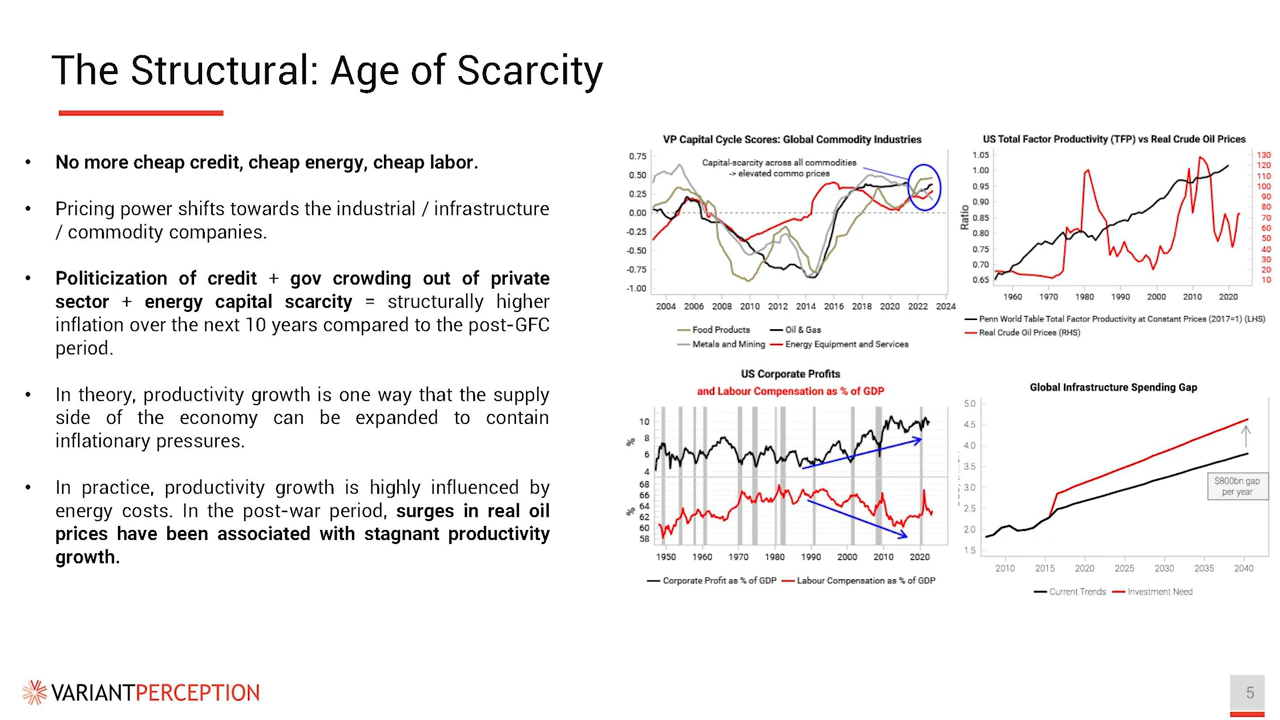 The Structural: Age of Scarcity
• No more cheap credit, cheap energy, cheap labor.
• Pricing power shifts towards the industrial / infrastructure
/ commodity companies.
• Politicization of credit + gov crowding out of private
sector + energy capital scarcity = structurally higher
inflation over the next 10 years compared to the post-GFC
period.
• In theory, productivity growth is one way that the supply
side of the economy can be expanded to contain
inflationary pressures.
• In practice, productivity growth is highly influenced by
energy costs. In the post-war period, surges in real oil
prices have been associated with stagnant productivity
growth.
VP Capital Cycle Scores: Global Commodity Industries
Capital-scarcity across all commodities
-> elevated commo prices
0.75
0.50
0.25
0.00
-0.25
-0.50
-0.75
-1.00
2004 2006 2008 2010 2012 2014 2016 2018 2020 2022 2024
Food Products Oil & Gas
Metals and Mining Energy Equipment and Services
US Total Factor Productivity (TFP) vs Real Crude Oil Prices
Ratio
1.05
1.00
0.95
0.90
0.85
0.80
0.75
0.70
0.65
130
120
110
100
90
80
70
60
50
40
30
20
10
1960 1970 1980 1990 2000 2010 2020
Penn World Table Total Factor Productivity at Constant Prices (2017=1) (LHS)
Real Crude Oil Prices (RHS)
US Corporate Profits
and Labour Compensation as % of GDP
%
10
8
6
4
%
68
66
64
62
60
58
1950 1960 1970 1980 1990 2000 2010 2020
Corporate Profit as % of GDP Labour Compensation as % of GDP
Global Infrastructure Spending Gap
5.0
4.5
4.0
3.5
3.0
2.5
2.0
1.5
$800bn gap
per year
2010 2015 2020 2025 2030 2035 2040
Current Trends Investment Need
VARIANTPERCEPTION
5